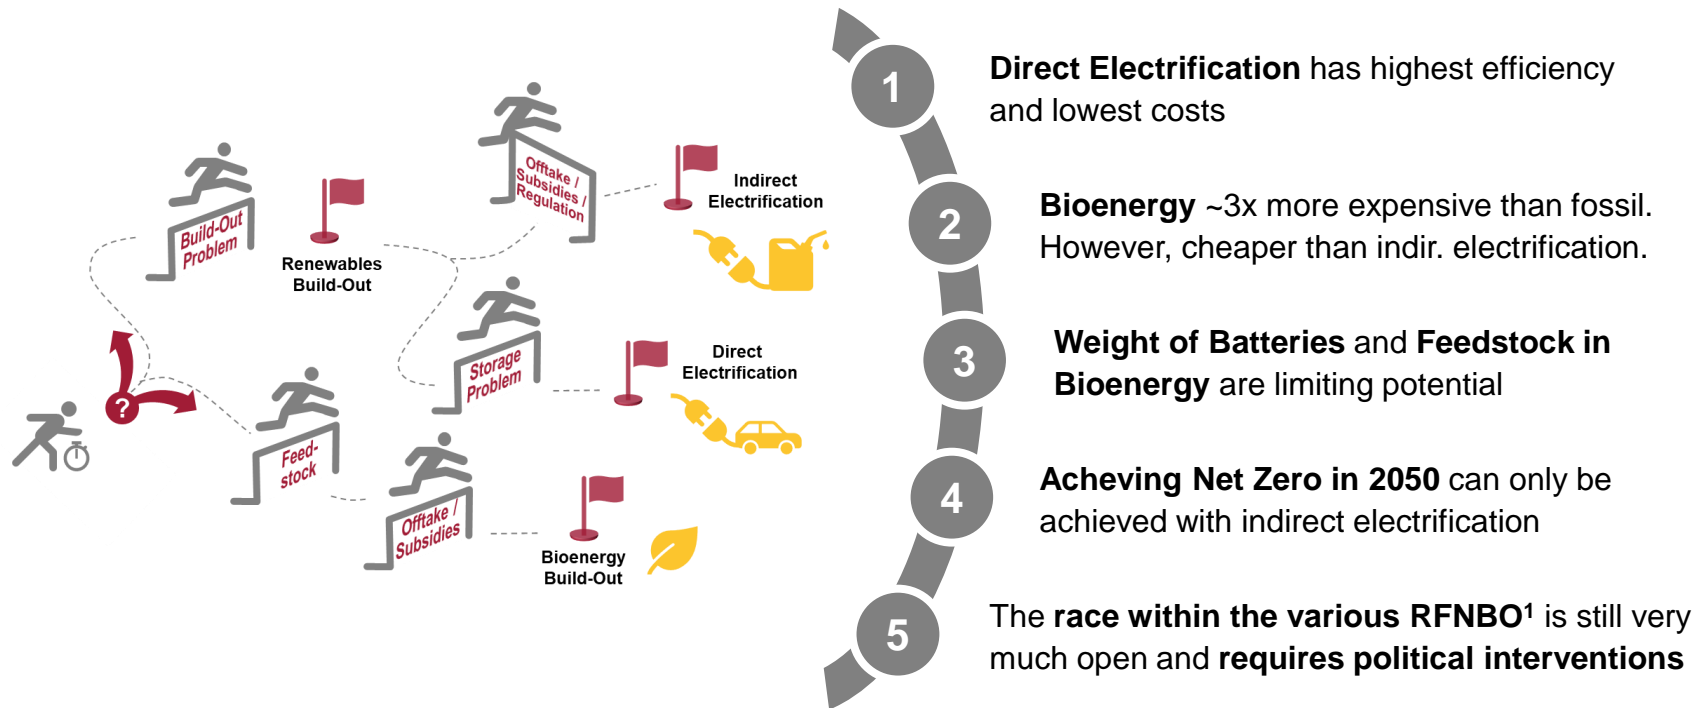 Build-Out
Problem
Renewables
Build-Out
Offtake /
Subsidies /
Regulation
Indirect
Electrification
Storage
Problem
Direct
Electrification
?
Feed-
stock
Offtake /
Subsidies
Bioenergy
Build-Out
1
Direct Electrification has highest efficiency
and lowest costs
2
Bioenergy ~3x more expensive than fossil.
However, cheaper than indir. electrification.
3
Weight of Batteries and Feedstock in
Bioenergy are limiting potential
4
Acheving Net Zero in 2050 can only be
achieved with indirect electrification
5
The race within the various RFNBO¹ is still very
much open and requires political interventions